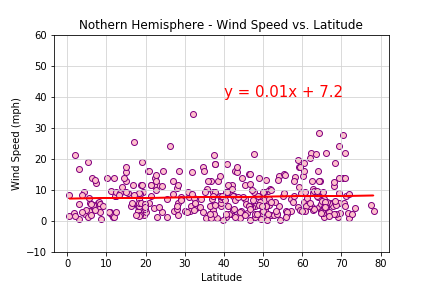 Nothern Hemisphere - Wind Speed vs. Latitude
60
50
40
30
20
10
0
−10
Wind Speed (mph)
y = 0.01x + 7.2
0 10 20 30 40 50 60 70 80
Latitude